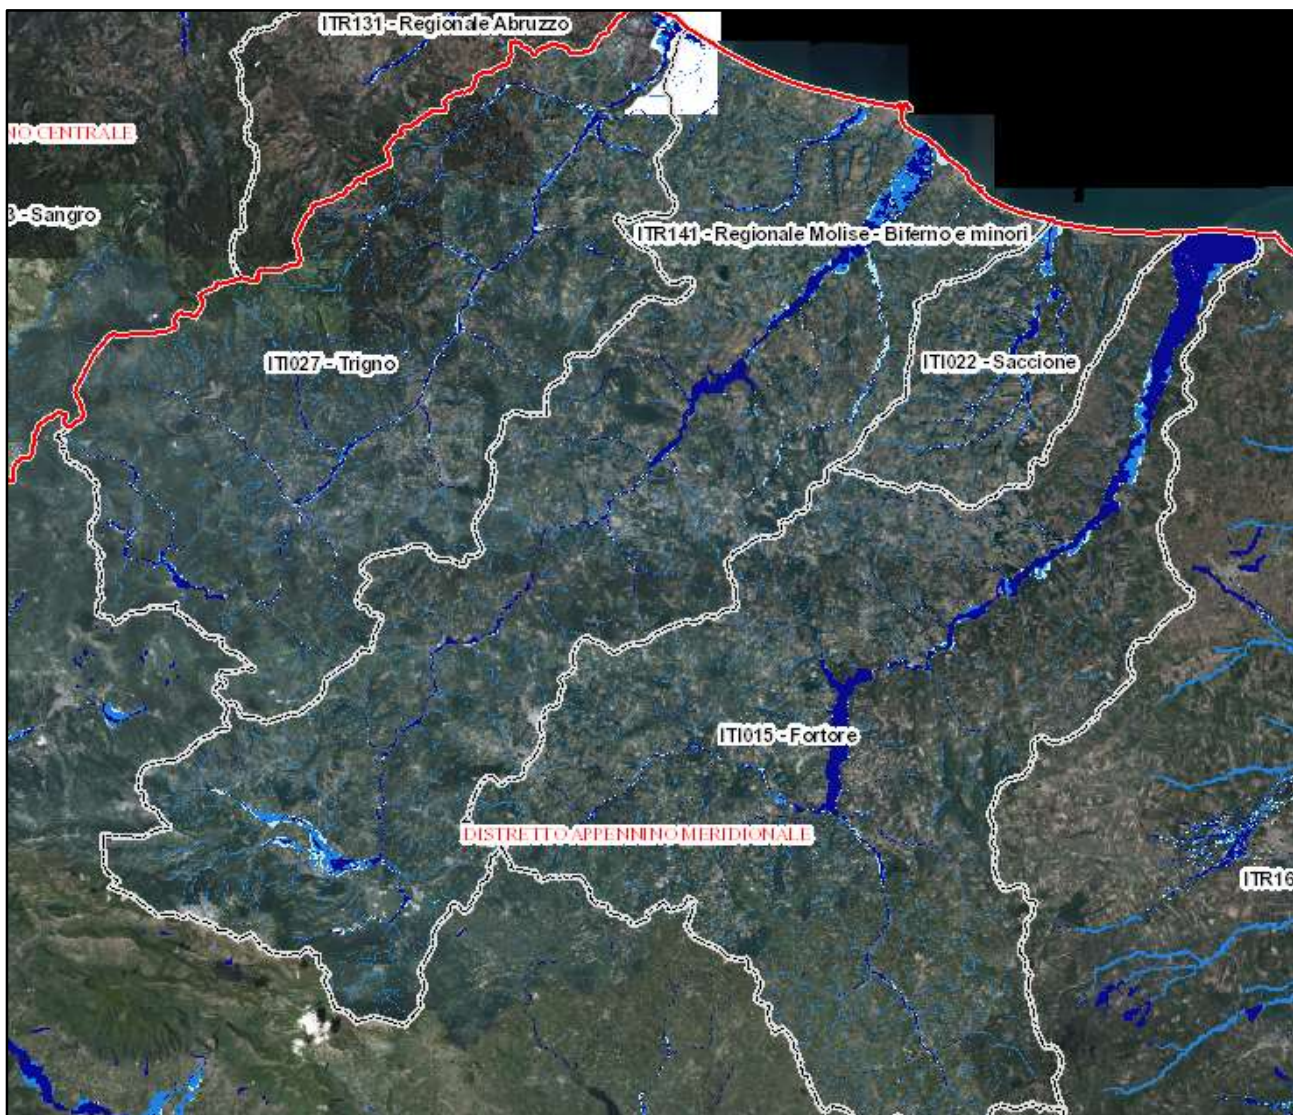 ITR131 - Regionale Abruzzo
NO CENTRALE
3 - Sangro
ITR141 - Regionale Molise - Biferno e minori
ITI027 - Trigno
ITI022 - Saccione
ITI015 - Fortore
DISTRETTO APPENNINO MERIDIONALE
ITR16